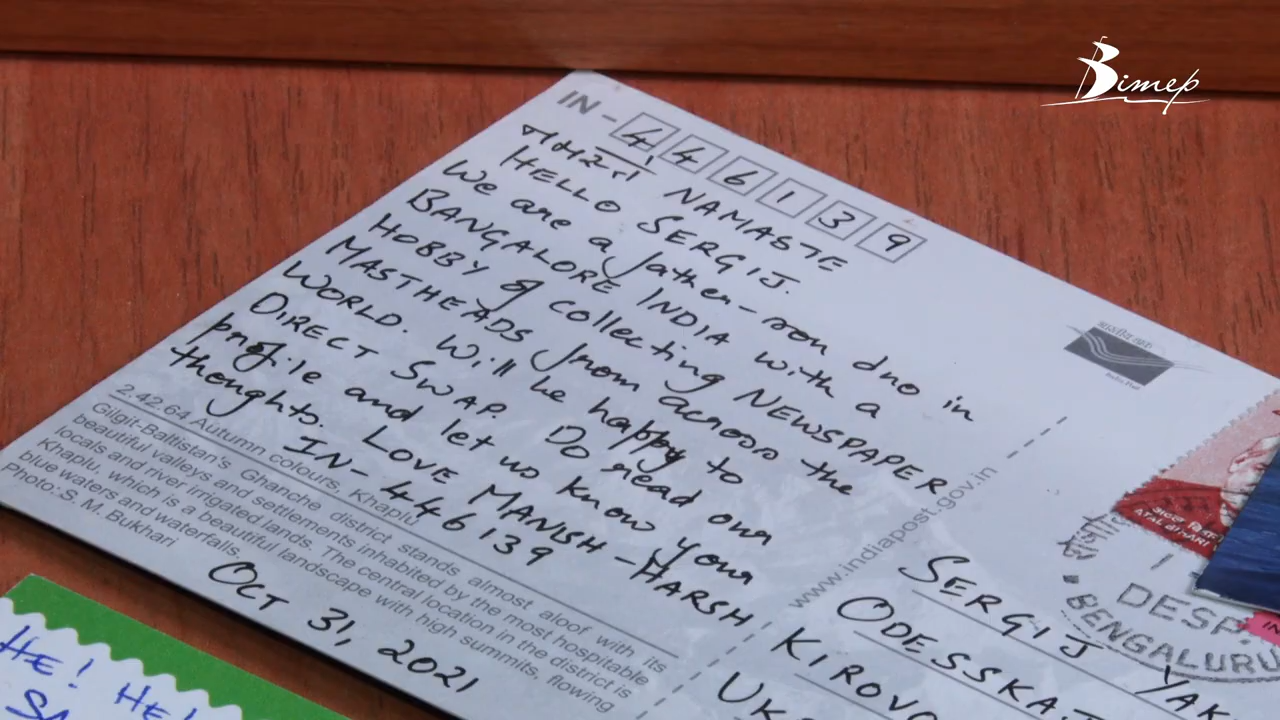 Вітер
IN-446139
नमस्ते NAMASTE
HELLO SERGIJ.
We are a father-son duo in
BANGALORE INDIA with a
HOBBY of collecting NEWSPAPER
MASTHEADS from across the
WORLD. Will be happy to
DIRECT SWAP. Do read our
profile and let us know your
thoughts. LOVE MANISH-HARSH
IN-446139
2.42.64 Autumn colours, Khaplu
Gilgit-Baltistan's Ghanche district stands almost aloof with its
beautiful valleys and settlements inhabited by the most hospitable
locals and river irrigated lands. The central location in the district is
Khaplu, which is a beautiful landscape with high summits, flowing
blue waters and waterfalls.
Photo: S. M. Bukhari
OCT 31, 2021
भारतीय डाक
India Post
www.indiapost.gov.in
BENGALURU
SERGIJ
HE!